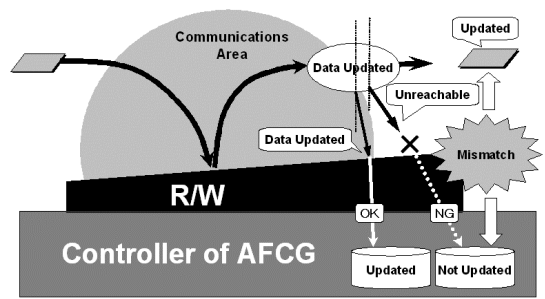 Communications
Area
Updated
Data Updated
Unreachable
Data Updated
Mismatch
R/W
OK
NG
Controller of AFCG
Updated
Not Updated